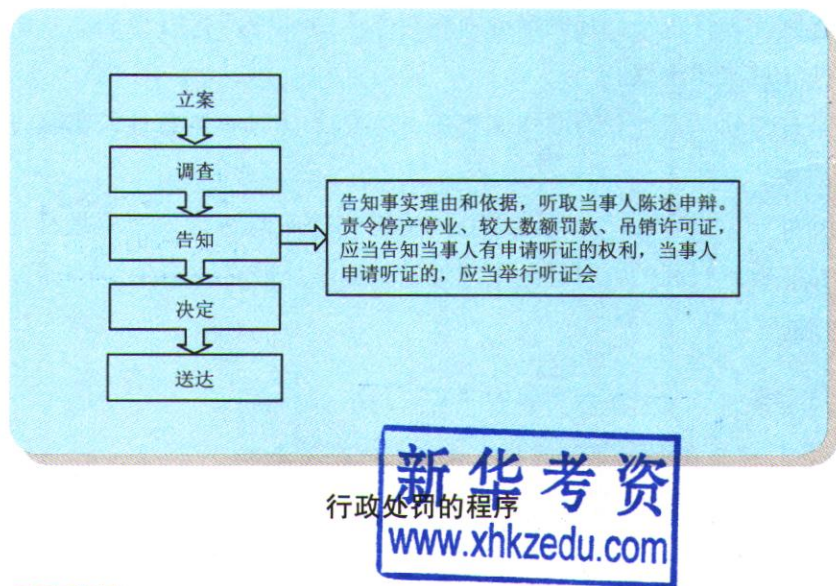 立案
调查
告知
告知事实理由和依据，听取当事人陈述申辩。
责令停产停业、较大数额罚款、吊销许可证，
应当告知当事人有申请听证的权利，当事人
申请听证的，应当举行听证会
决定
送达
新华考资
行政处罚的程序
www.xhkzedu.com